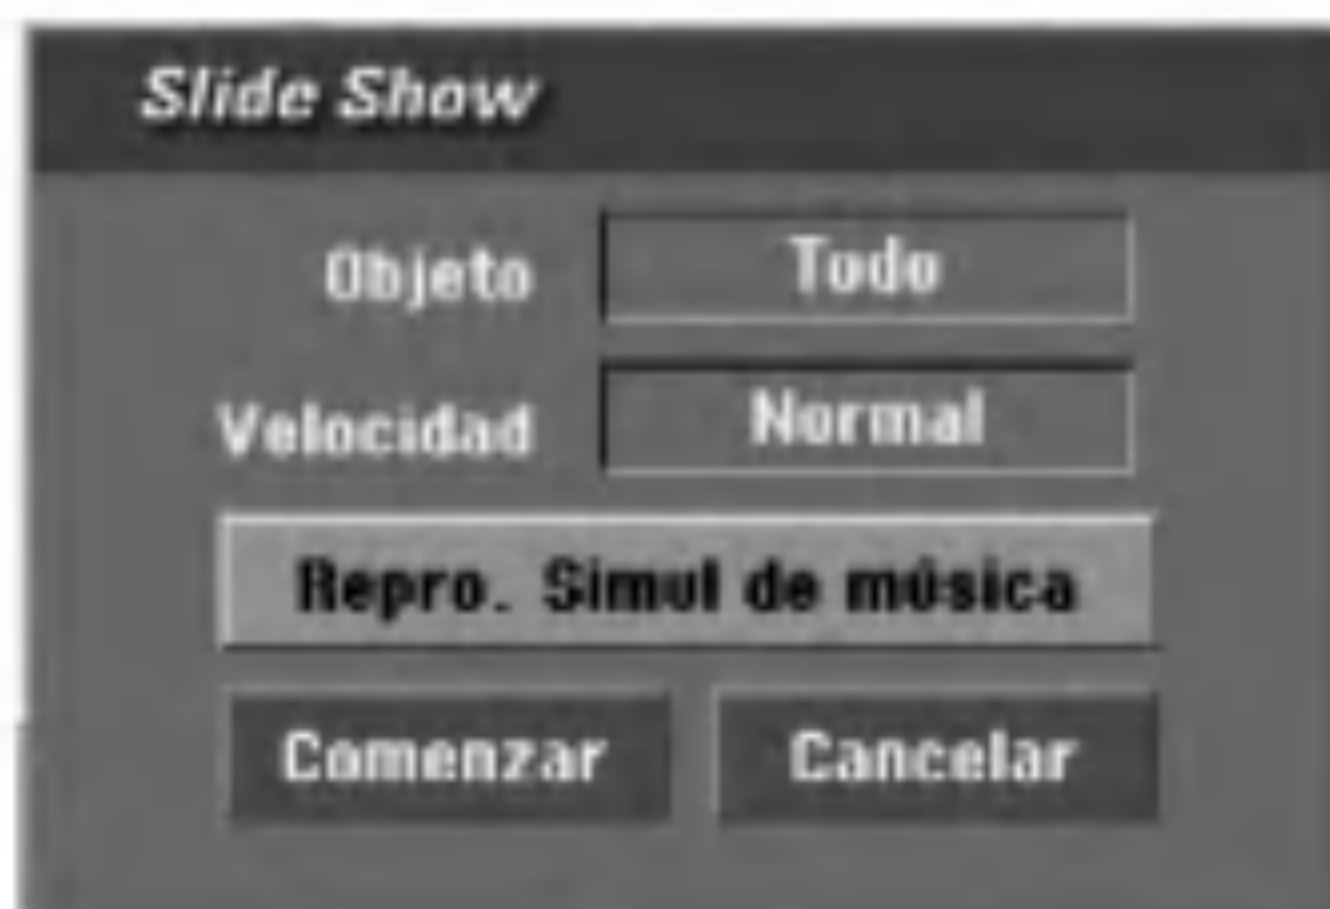 Slide Show
Objeto Todo
Velocidad Normal
Repro. Simul de música
Comenzar Cancelar